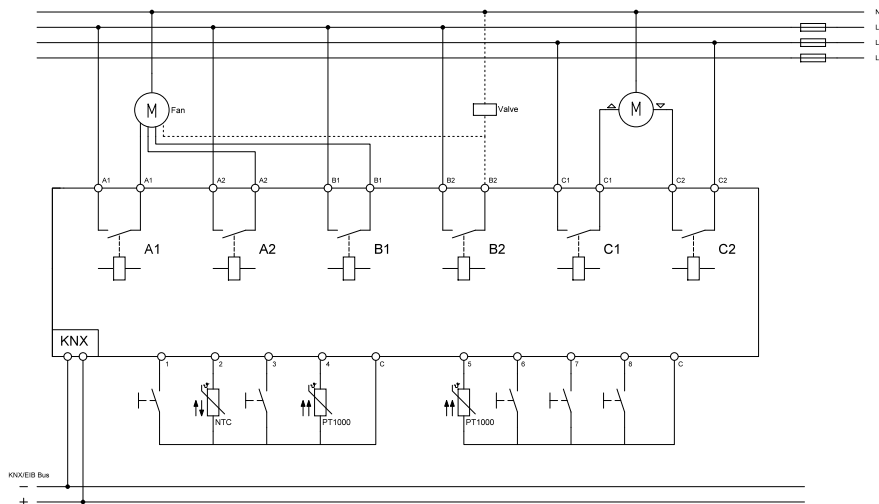 N
L
L
L
M
Fan
Valve
M
A1
A1
A2
A2
B1
B1
B2
B2
C1
C1
C2
C2
A1
A2
B1
B2
C1
C2
KNX
1
2
3
4
C
5
6
7
8
C
NTC
PT1000
PT1000
KNX/EIB Bus
−
+